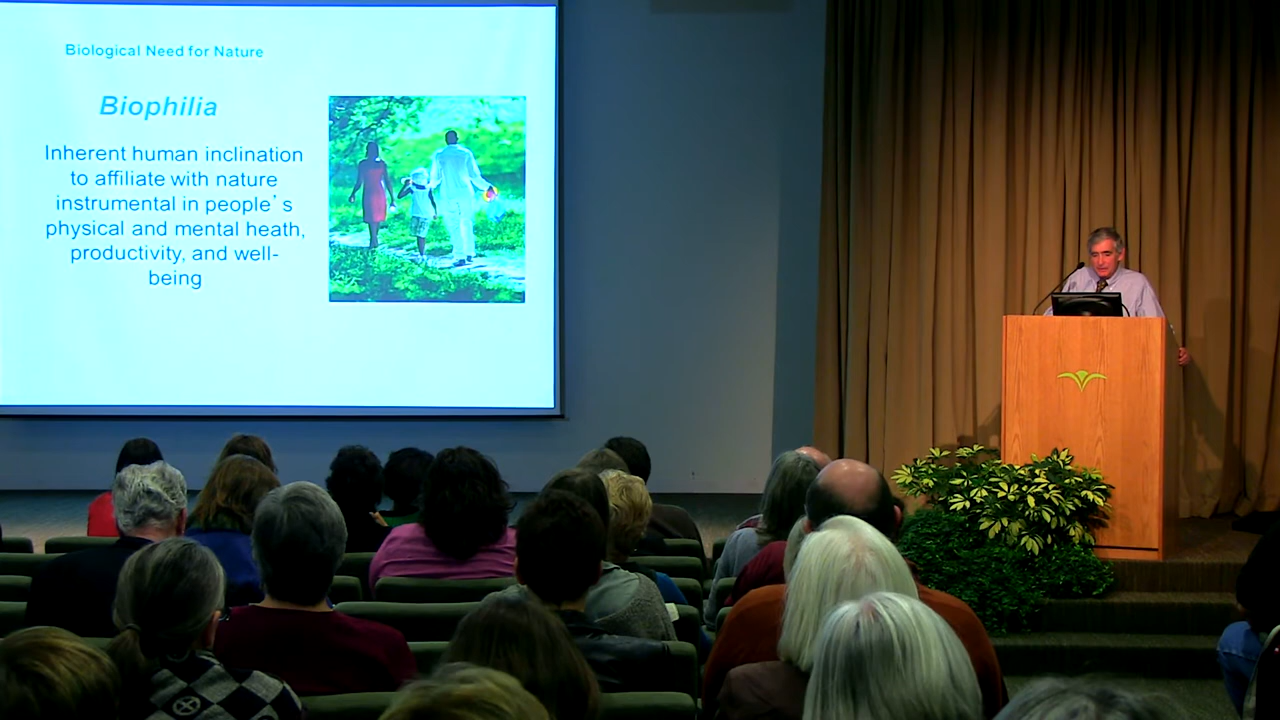 Biological Need for Nature
Biophilia
Inherent human inclination
to affiliate with nature
instrumental in people's
physical and mental heath,
productivity, and well-
being